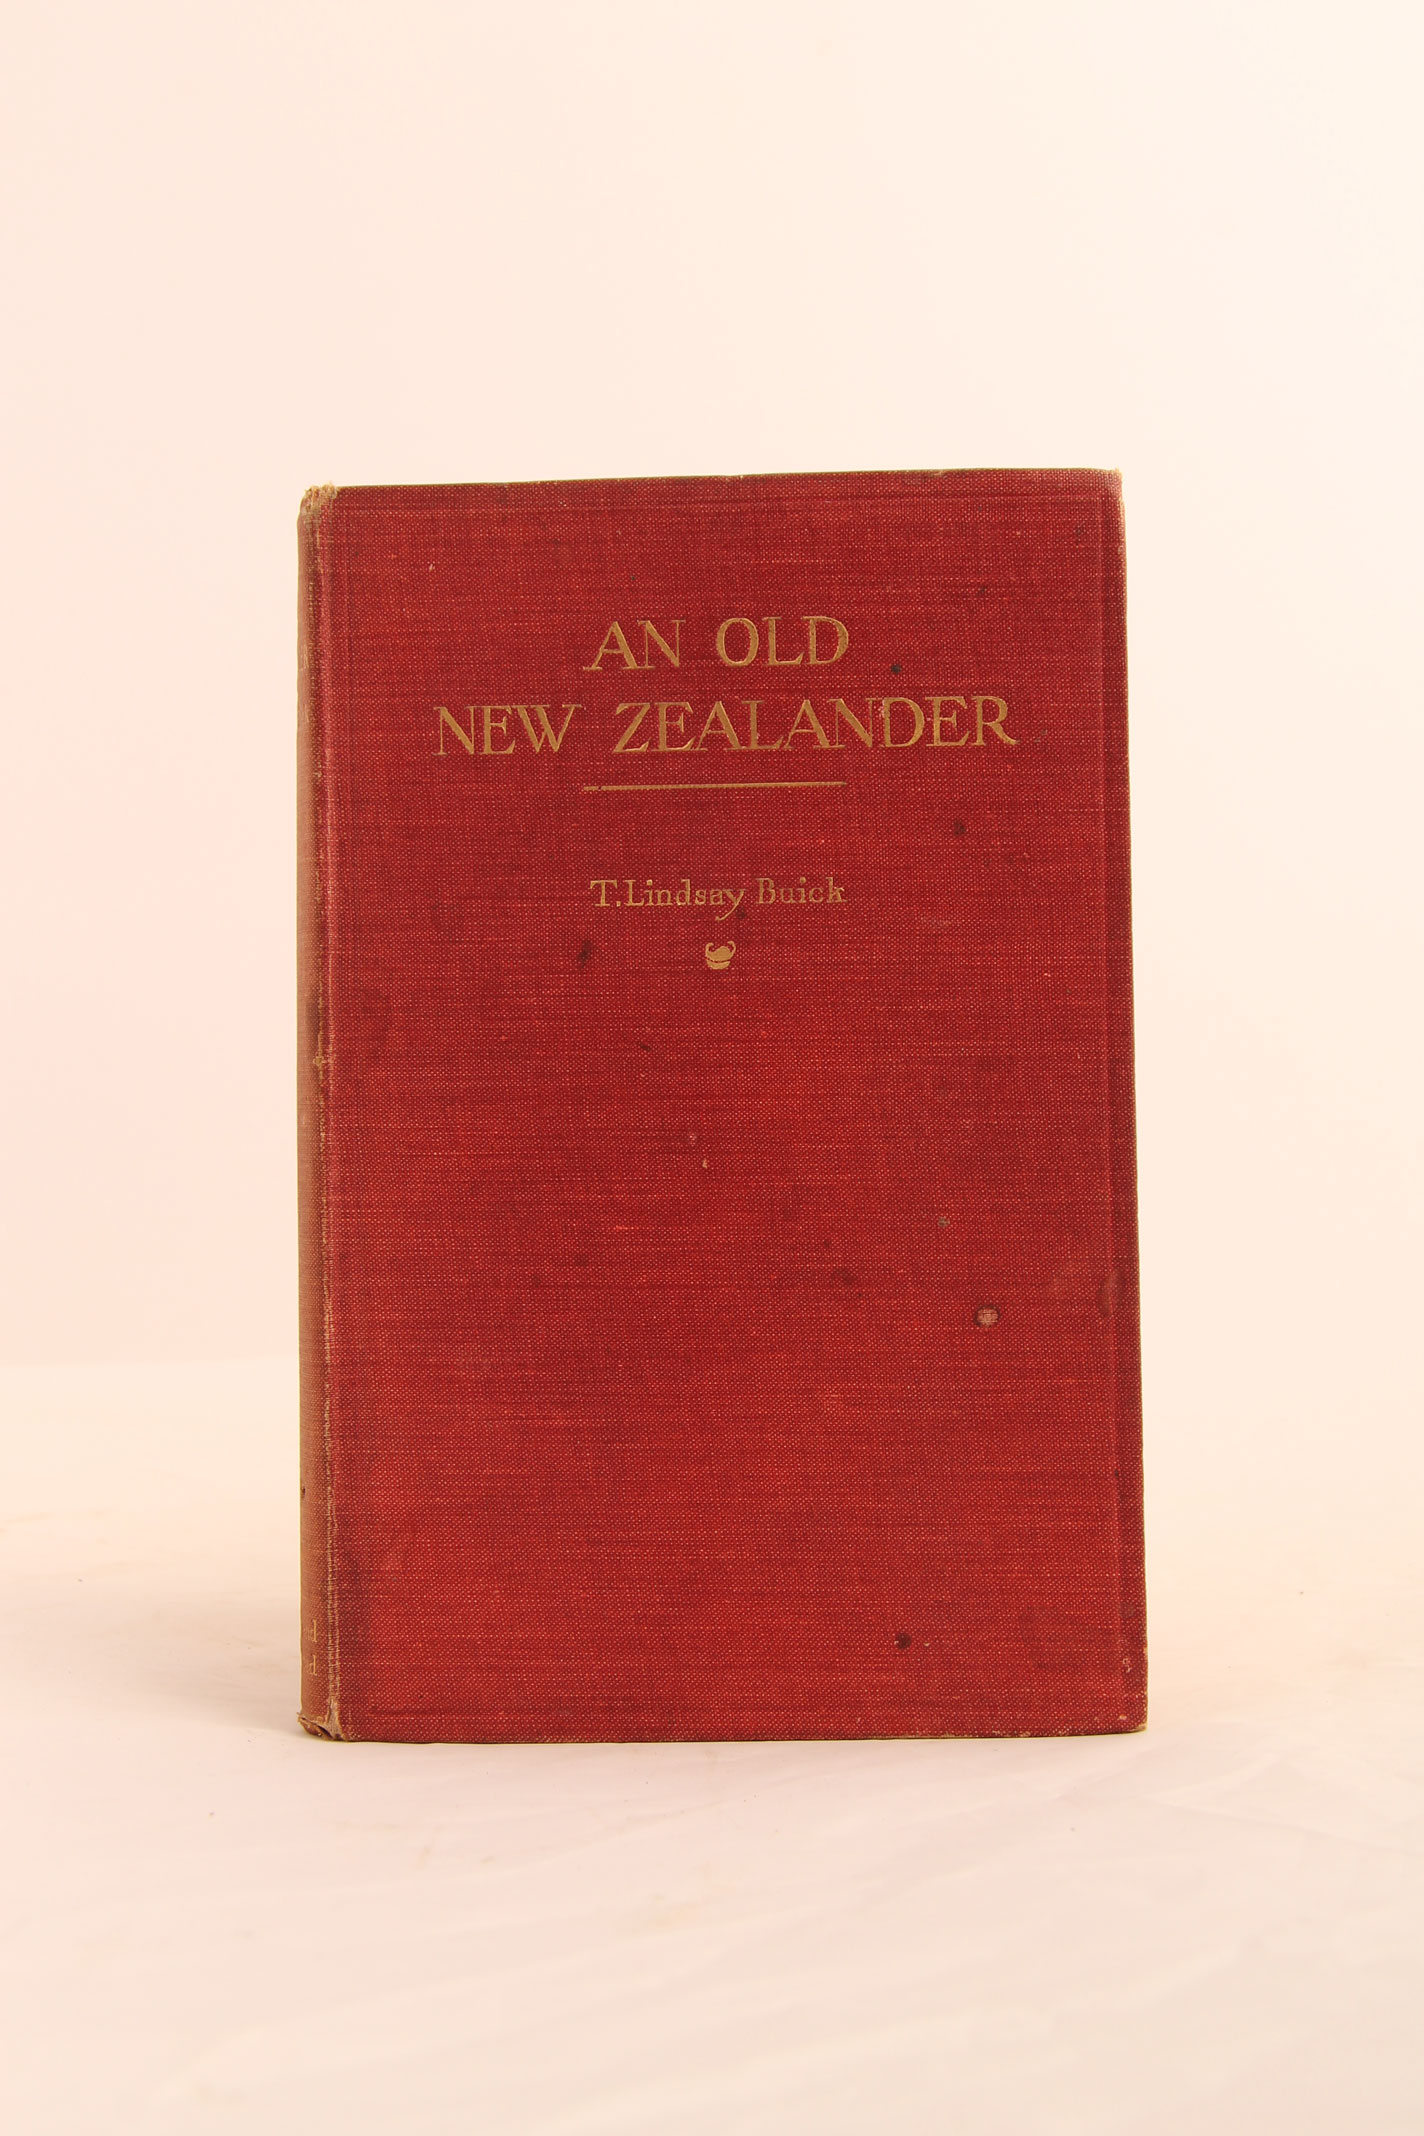 AN OLD
NEW ZEALANDER
T. Lindsay Buick